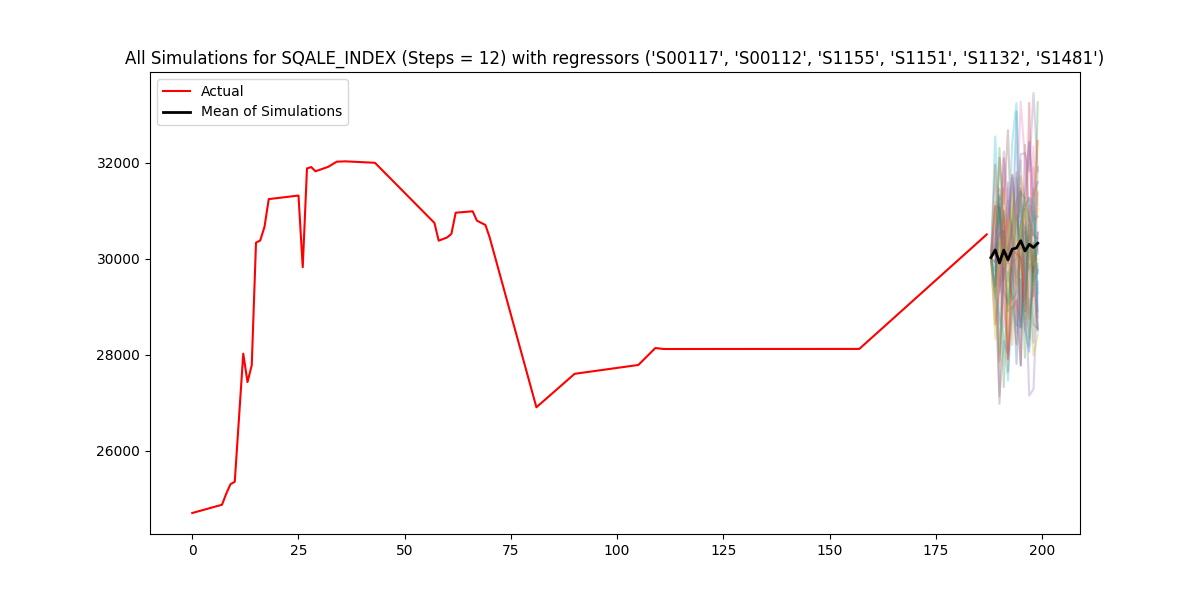 All Simulations for SQALE_INDEX (Steps = 12) with regressors ('S00117', 'S00112', 'S1155', 'S1151', 'S1132', 'S1481')
Actual
Mean of Simulations
32000
30000
28000
26000
0 25 50 75 100 125 150 175 200